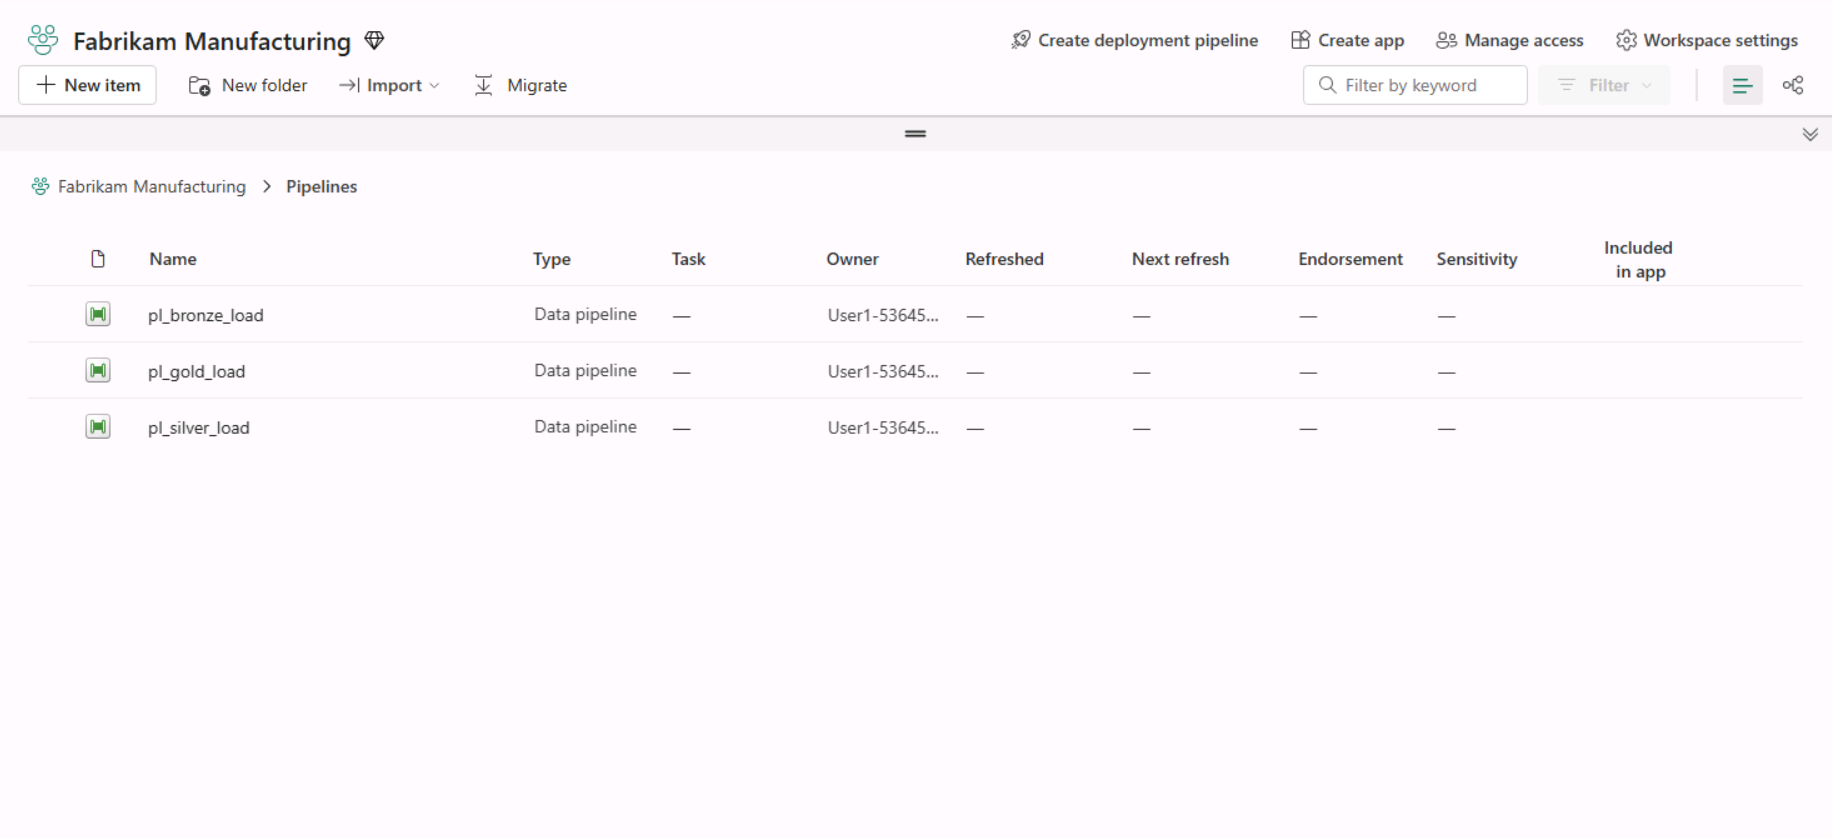 Fabrikam Manufacturing
Create deployment pipeline
Create app
Manage access
Workspace settings
New item
New folder
Import
Migrate
Filter by keyword
Filter
Fabrikam Manufacturing > Pipelines
Name Type Task Owner Refreshed Next refresh Endorsement Sensitivity Included in app
pl_bronze_load Data pipeline — User1-53645... — — — —
pl_gold_load Data pipeline — User1-53645... — — — —
pl_silver_load Data pipeline — User1-53645... — — — —